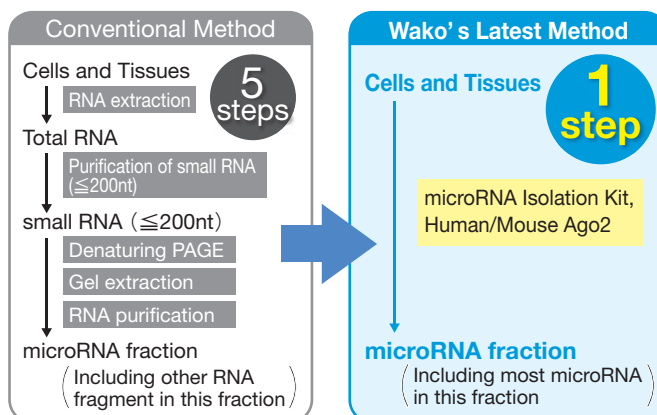 Conventional Method
Cells and Tissues
RNA extraction
5
steps
Total RNA
Purification of small RNA
(≦200nt)
small RNA (≦200nt)
Denaturing PAGE
Gel extraction
RNA purification
microRNA fraction
(Including other RNA
fragment in this fraction)
Wako's Latest Method
Cells and Tissues
1
step
microRNA Isolation Kit,
Human/Mouse Ago2
microRNA fraction
(Including most microRNA
in this fraction)